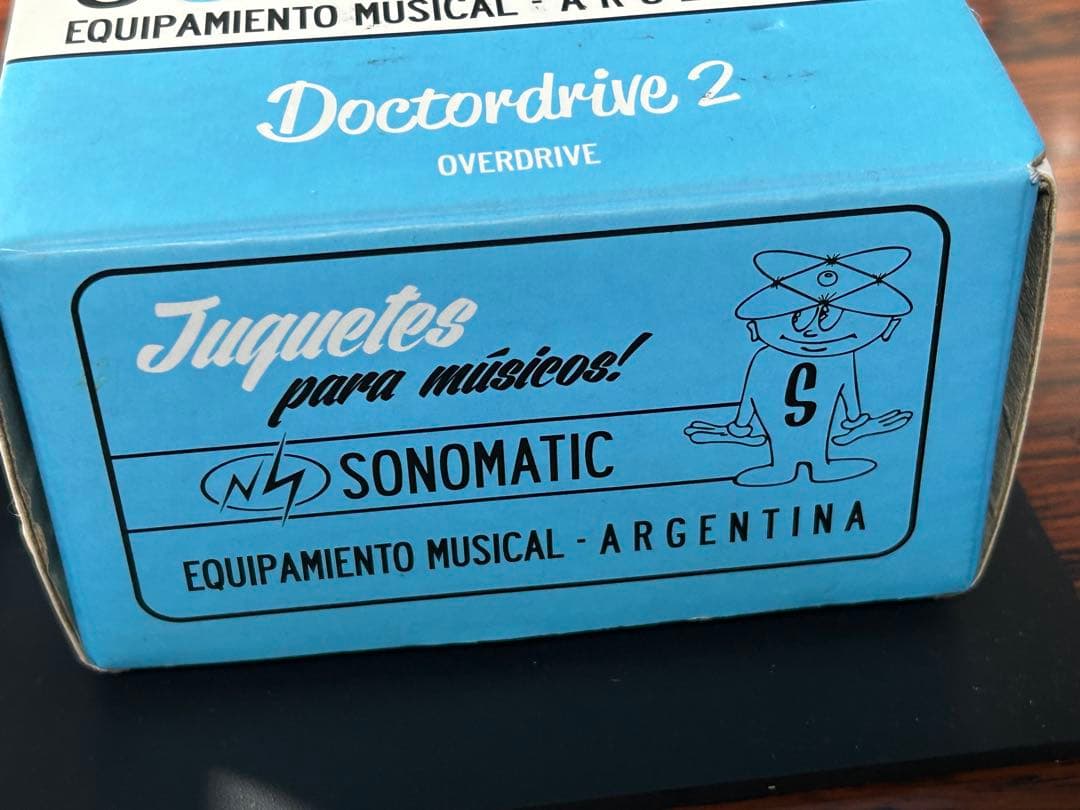 EQUIPAMIENTO MUSICAL -
Doctordrive 2
OVERDRIVE
Juguetes
para músicos!
S
SONOMATIC
EQUIPAMIENTO MUSICAL - ARGENTINA